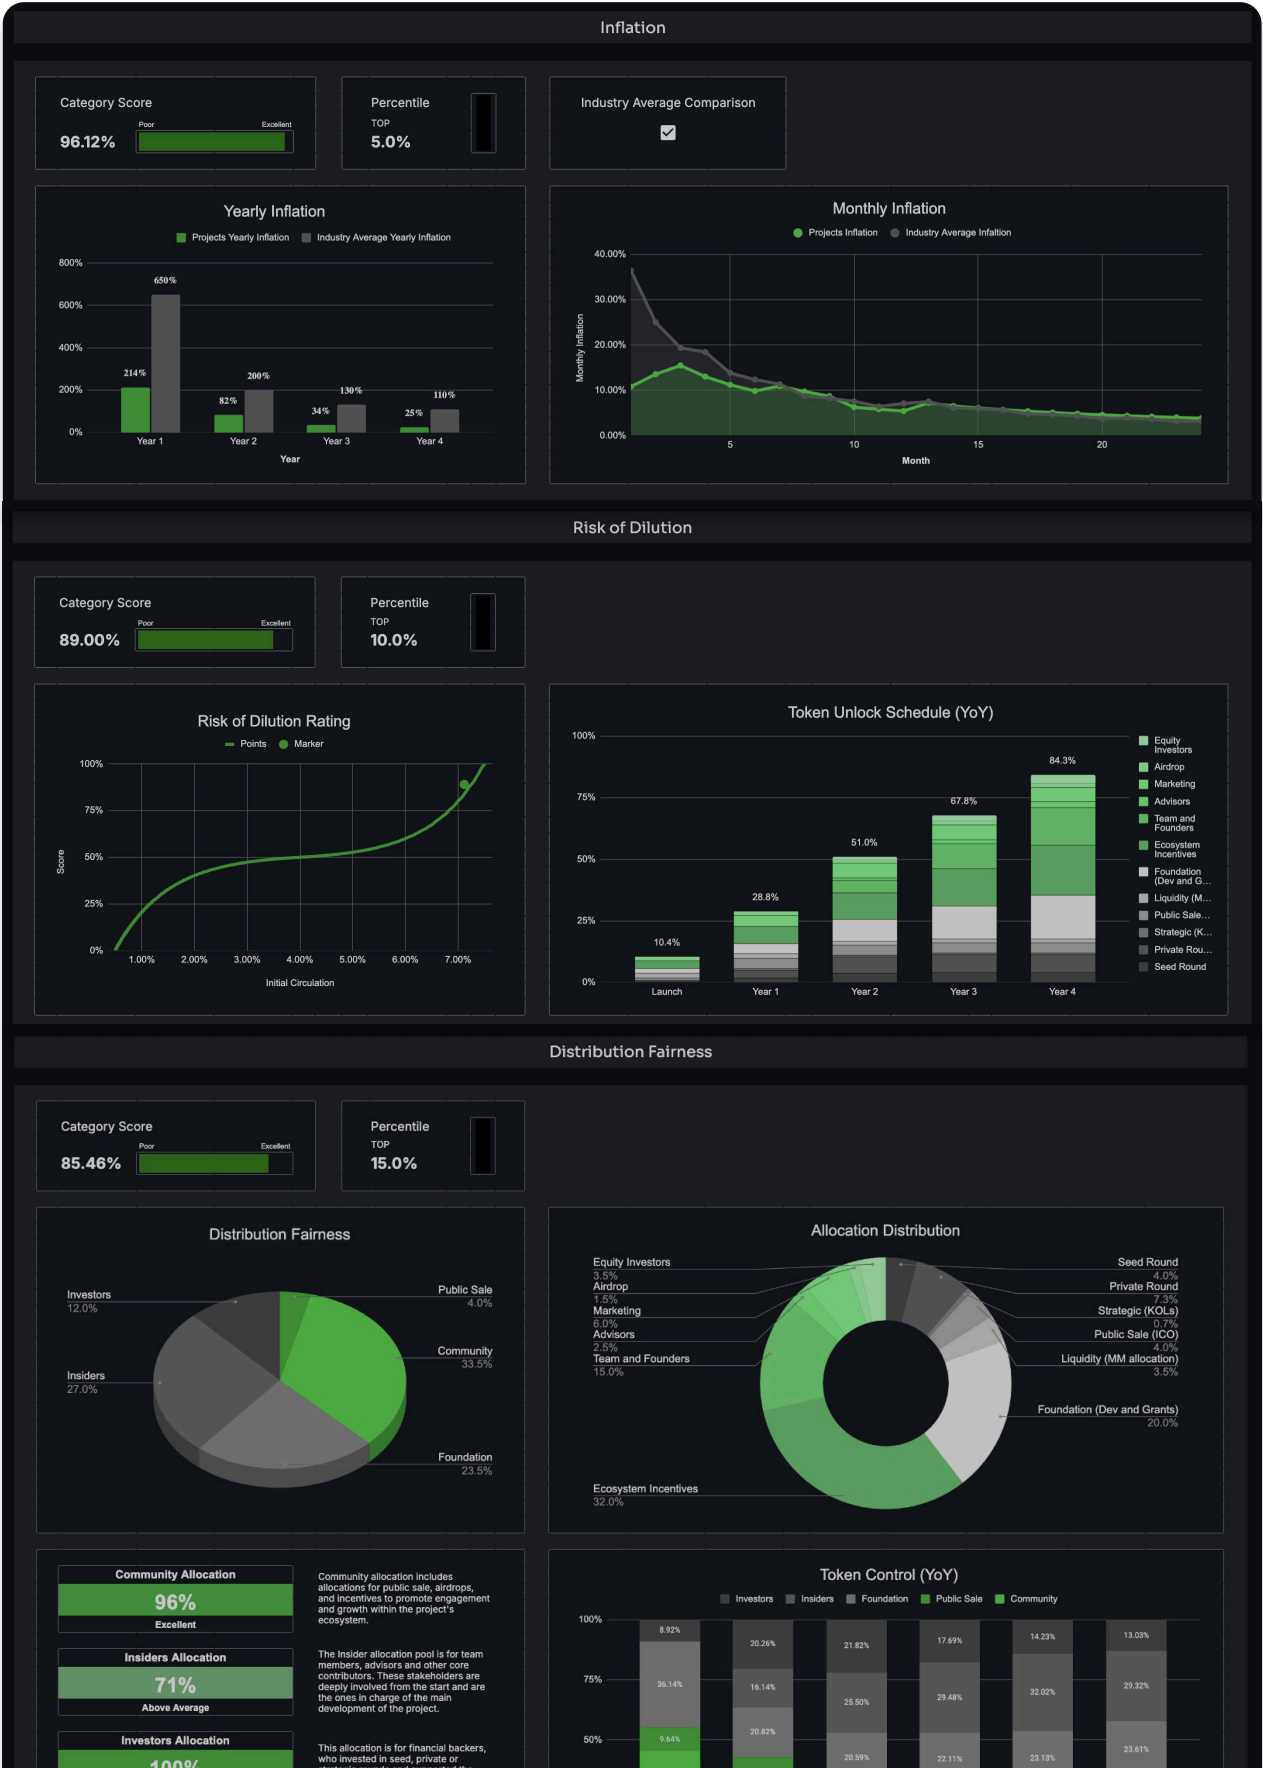 Inflation
Category Score
Poor Excellent
96.12%
Percentile
TOP
5.0%
Industry Average Comparison
Yearly Inflation
Projects Yearly Inflation Industry Average Yearly Inflation
800%
600%
400%
200%
0%
214% 650%
82% 200%
34% 130%
25% 110%
Year 1 Year 2 Year 3 Year 4
Year
Monthly Inflation
Projects Inflation Industry Average Infaltion
Monthly Inflation
40.00%
30.00%
20.00%
10.00%
0.00%
5 10 15 20
Month
Risk of Dilution
Category Score
Poor Excellent
89.00%
Percentile
TOP
10.0%
Risk of Dilution Rating
Points Marker
Score
100%
75%
50%
25%
0%
1.00% 2.00% 3.00% 4.00% 5.00% 6.00% 7.00%
Initial Circulation
Token Unlock Schedule (YoY)
100%
75%
50%
25%
0%
10.4%
28.8%
51.0%
67.8%
84.3%
Launch Year 1 Year 2 Year 3 Year 4
Equity
Investors
Airdrop
Marketing
Advisors
Team and
Founders
Ecosystem
Incentives
Foundation
(Dev and G...
Liquidity (M...
Public Sale...
Strategic (K...
Private Rou...
Seed Round
Distribution Fairness
Category Score
Poor Excellent
85.46%
Percentile
TOP
15.0%
Distribution Fairness
Investors
12.0%
Insiders
27.0%
Public Sale
4.0%
Community
33.5%
Foundation
23.5%
Allocation Distribution
Equity Investors
3.5%
Airdrop
1.5%
Marketing
6.0%
Advisors
2.5%
Team and Founders
15.0%
Ecosystem Incentives
32.0%
Seed Round
4.0%
Private Round
7.3%
Strategic (KOLs)
0.7%
Public Sale (ICO)
4.0%
Liquidity (MM allocation)
3.5%
Foundation (Dev and Grants)
20.0%
Community Allocation
96%
Excellent
Community allocation includes
allocations for public sale, airdrops,
and incentives to promote engagement
and growth within the project's
ecosystem.
Insiders Allocation
71%
Above Average
The Insider allocation pool is for team
members, advisors and other core
contributors. These stakeholders are
deeply involved from the start and are
the ones in charge of the main
development of the project.
Investors Allocation
100%
This allocation is for financial backers,
who invested in seed, private or
Token Control (YoY)
Investors Insiders Foundation Public Sale Community
100%
75%
50%
8.92% 20.26% 21.82% 17.69% 14.23% 13.03%
36.14% 16.14% 25.50% 29.48% 32.02% 29.32%
9.64% 20.82% 20.59% 22.11% 23.13% 23.61%